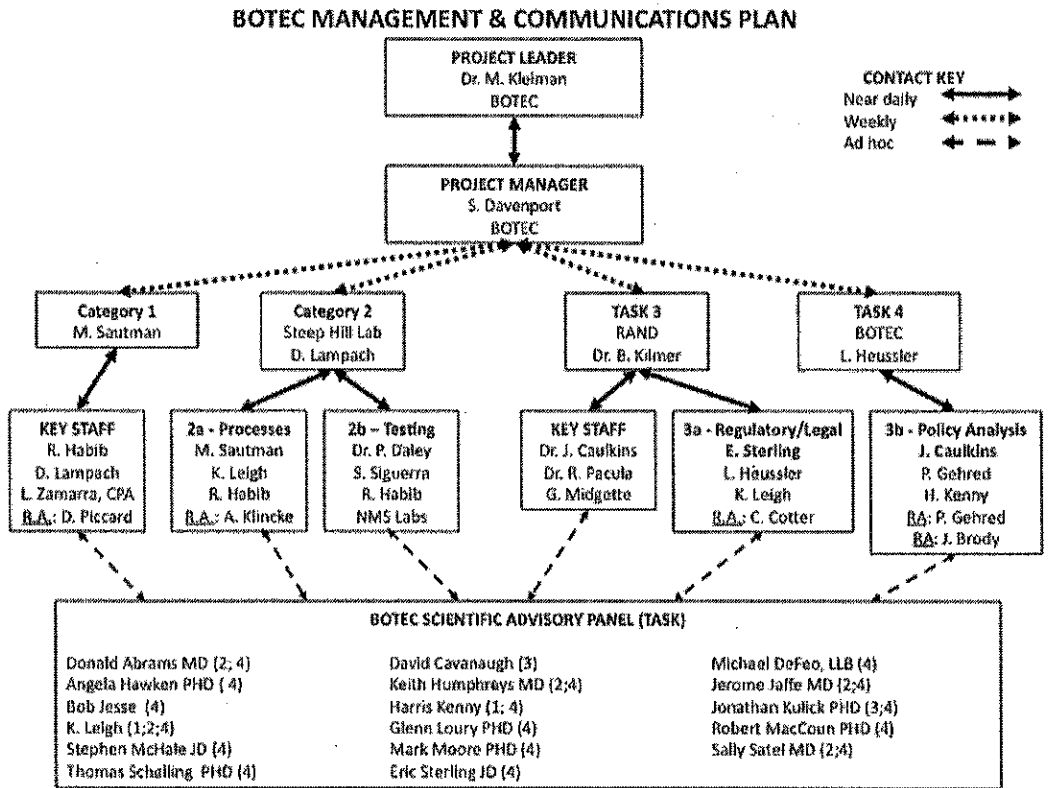 BOTEC MANAGEMENT & COMMUNICATIONS PLAN
PROJECT LEADER
Dr. M. Kleiman
BOTEC
CONTACT KEY
Near daily
Weekly
Ad hoc
PROJECT MANAGER
S. Davenport
BOTEC
Category 1
M. Sautman
Category 2
Steep Hill Lab
D. Lampach
TASK 3
RAND
Dr. B. Kilmer
TASK 4
BOTEC
L. Heussler
KEY STAFF
R. Habib
D. Lampach
L. Zamarra, CPA
R.A.: D. Piccard
2a - Processes
M. Sautman
K. Leigh
R. Habib
R.A.: A. Klincke
2b – Testing
Dr. P. Daley
S. Siguerra
R. Habib
NMS Labs
KEY STAFF
Dr. J. Caulkins
Dr. R. Pacula
G. Midgette
3a - Regulatory/Legal
E. Sterling
L. Heussler
K. Leigh
R.A.: C. Cotter
3b - Policy Analysis
J. Caulkins
P. Gehred
H. Kenny
RA: P. Gehred
RA: J. Brody
BOTEC SCIENTIFIC ADVISORY PANEL (TASK)
Donald Abrams MD (2; 4)
Angela Hawken PHD ( 4)
Bob Jesse (4)
K. Leigh (1;2;4)
Stephen McHale JD (4)
Thomas Schelling PHD (4)
David Cavanaugh (3)
Keith Humphreys MD (2;4)
Harris Kenny (1; 4)
Glenn Loury PHD (4)
Mark Moore PHD (4)
Eric Sterling JD (4)
Michael DeFeo, LLB (4)
Jerome Jaffe MD (2;4)
Jonathan Kulick PHD (3;4)
Robert MacCoun PHD (4)
Sally Satel MD (2;4)